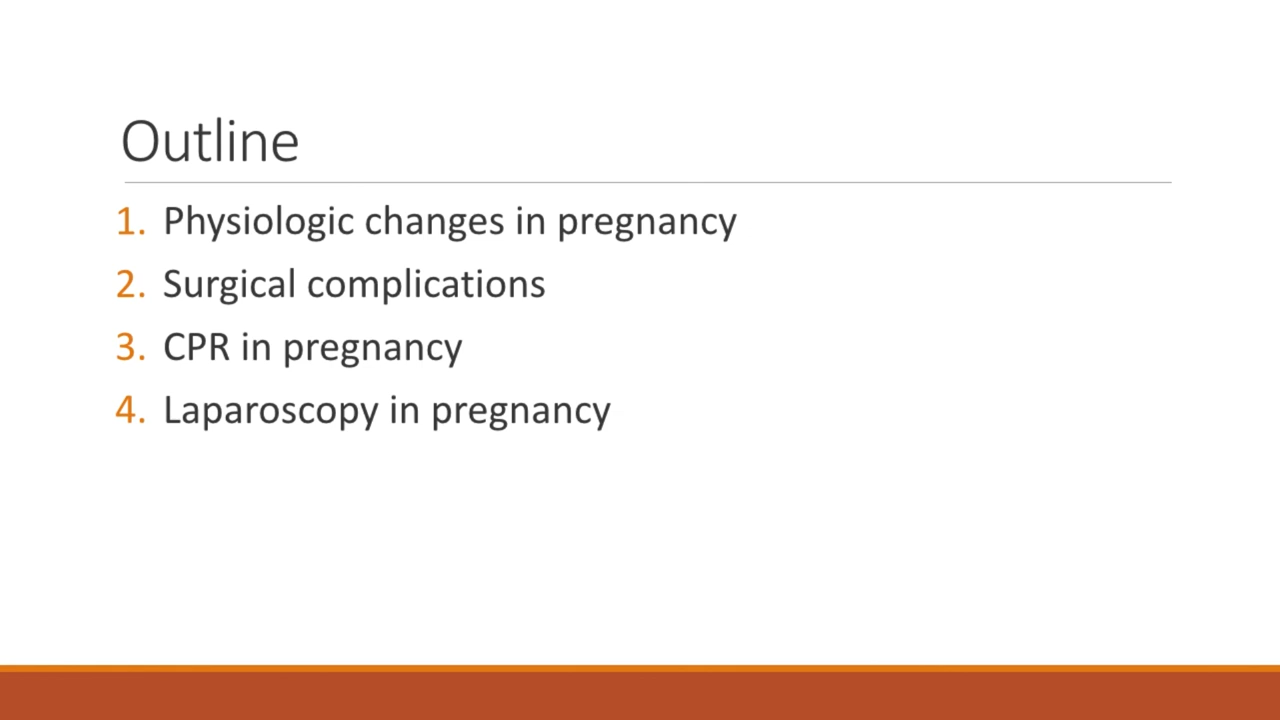 Outline
1. Physiologic changes in pregnancy
2. Surgical complications
3. CPR in pregnancy
4. Laparoscopy in pregnancy